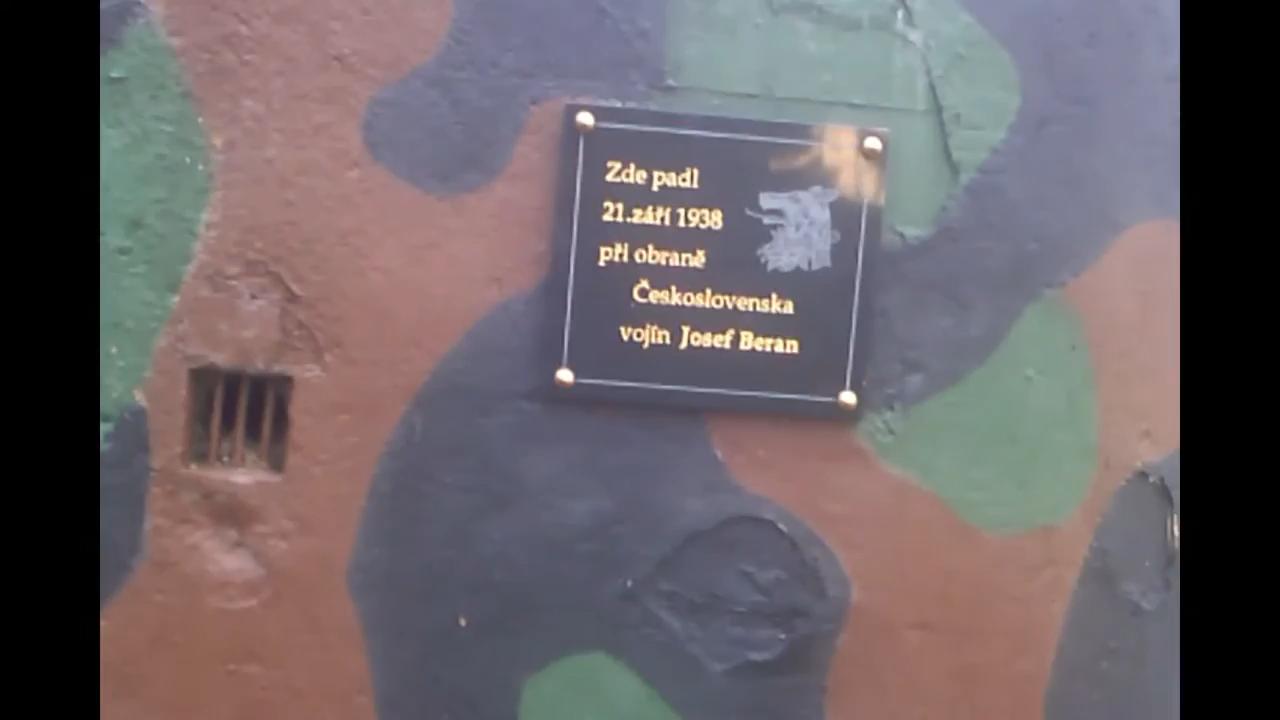 Zde padl
21.září 1938
při obraně
Československa
vojín Josef Beran